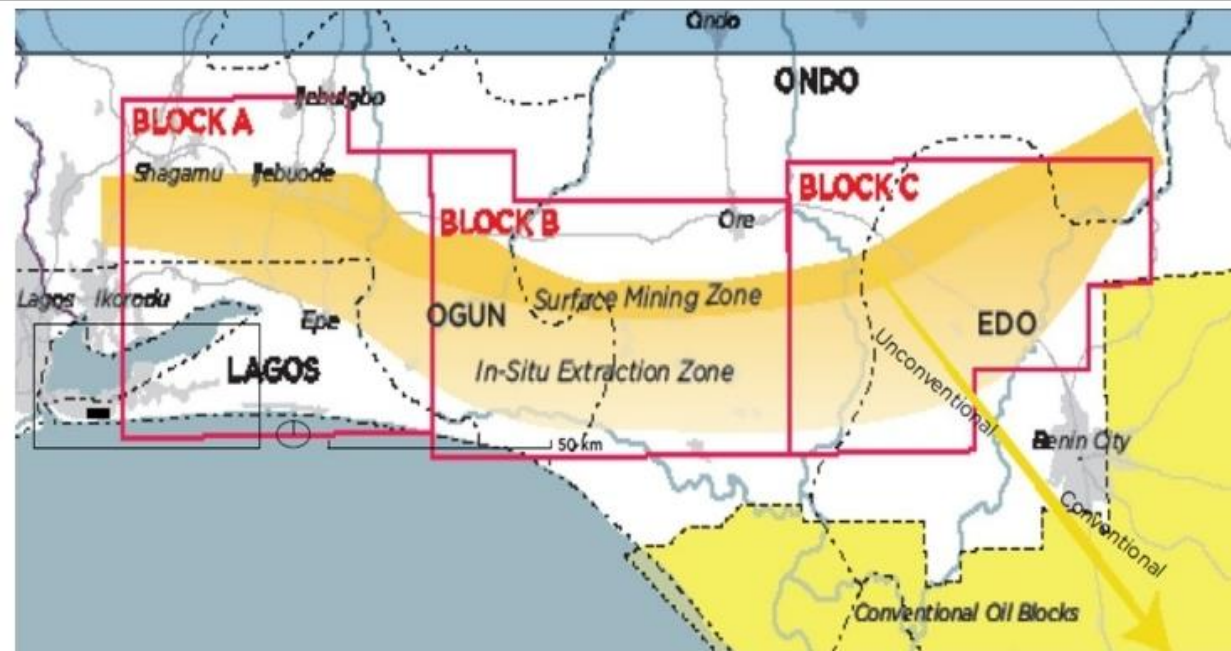 Ondo
ONDO
Ijebuigbo
BLOCK A
Shagamu Ijebuode
BLOCK C
BLOCK B
Ore
Surface Mining Zone
Lagos Ikorodu
Epe
OGUN
EDO
LAGOS
In-Situ Extraction Zone
Unconventional
50 km
Benin City
Conventional
Conventional Oil Blocks